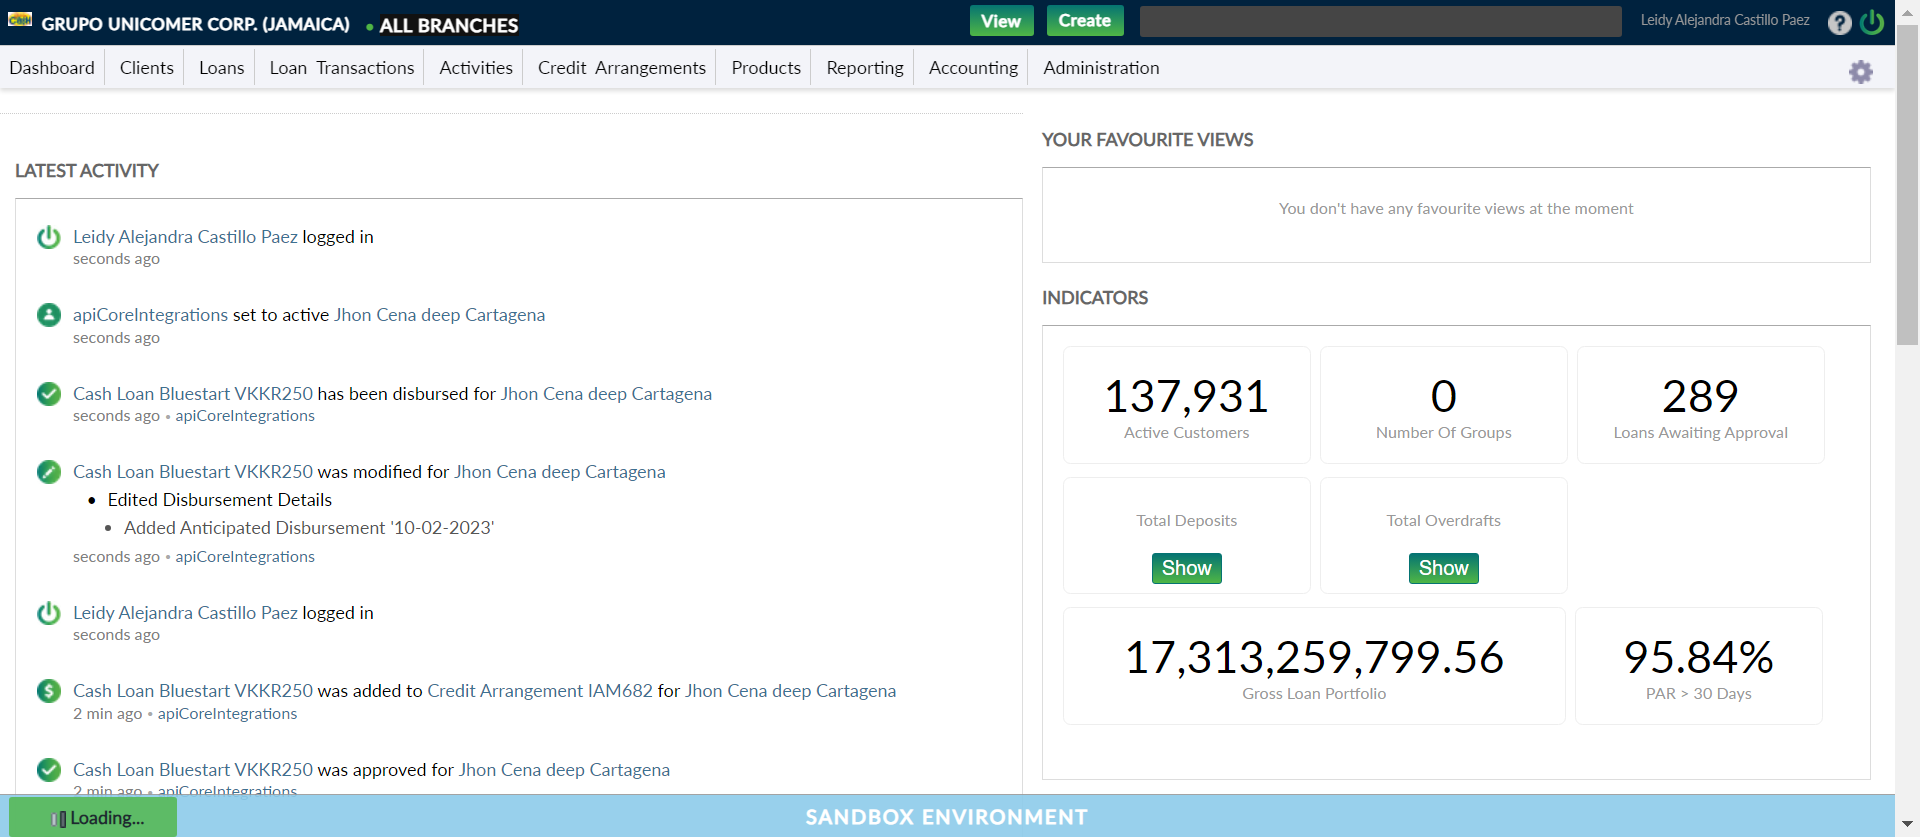 Cash
GRUPO UNICOMER CORP. (JAMAICA) • ALL BRANCHES
View
Create
Leidy Alejandra Castillo Paez
?
Dashboard Clients Loans Loan Transactions Activities Credit Arrangements Products Reporting Accounting Administration
LATEST ACTIVITY
Leidy Alejandra Castillo Paez logged in
seconds ago
apiCoreIntegrations set to active Jhon Cena deep Cartagena
seconds ago
Cash Loan Bluestart VKKR250 has been disbursed for Jhon Cena deep Cartagena
seconds ago • apiCoreIntegrations
Cash Loan Bluestart VKKR250 was modified for Jhon Cena deep Cartagena
• Edited Disbursement Details
• Added Anticipated Disbursement '10-02-2023'
seconds ago • apiCoreIntegrations
Leidy Alejandra Castillo Paez logged in
seconds ago
Cash Loan Bluestart VKKR250 was added to Credit Arrangement IAM682 for Jhon Cena deep Cartagena
2 min ago • apiCoreIntegrations
Cash Loan Bluestart VKKR250 was approved for Jhon Cena deep Cartagena
2 min ago • apiCoreIntegrations
YOUR FAVOURITE VIEWS
You don't have any favourite views at the moment
INDICATORS
137,931
Active Customers
0
Number Of Groups
289
Loans Awaiting Approval
Total Deposits
Show
Total Overdrafts
Show
17,313,259,799.56
Gross Loan Portfolio
95.84%
PAR > 30 Days
Loading...
SANDBOX ENVIRONMENT